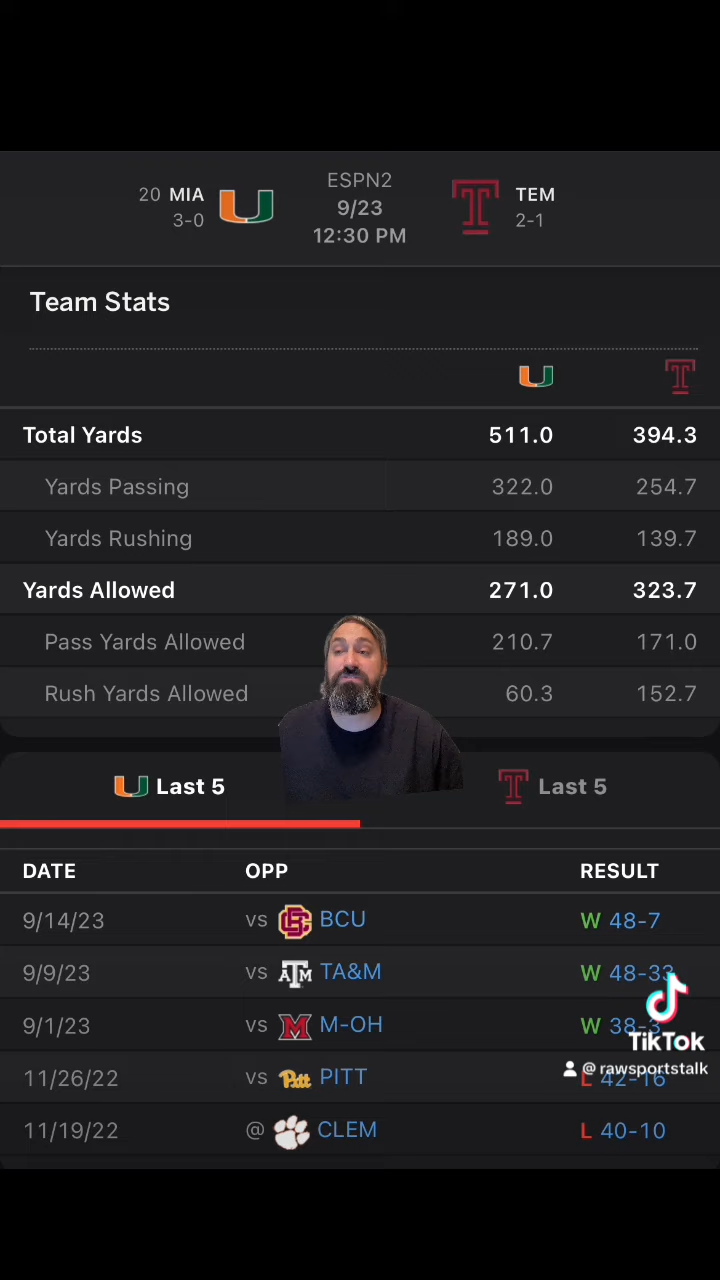 20 MIA
3-0
ESPN2
9/23
12:30 PM
TEM
2-1
Team Stats
Total Yards 511.0 394.3
Yards Passing 322.0 254.7
Yards Rushing 189.0 139.7
Yards Allowed 271.0 323.7
Pass Yards Allowed 210.7 171.0
Rush Yards Allowed 60.3 152.7
Last 5 Last 5
DATE OPP RESULT
9/14/23 vs BCU W 48-7
9/9/23 vs TA&M W 48-33
9/1/23 vs M-OH W 38-3
TikTok
@rawsportstalk
11/26/22 vs PITT L 42-16
11/19/22 @ CLEM L 40-10